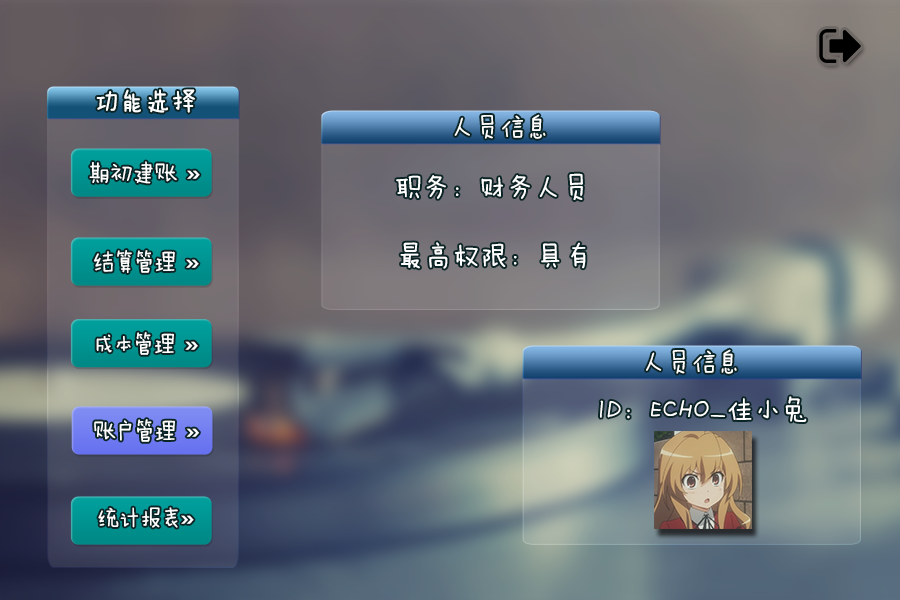 功能选择
期初建账 »
结算管理 »
成本管理 »
账户管理 »
统计报表»
人员信息
职务：财务人员
最高权限：具有
人员信息
ID：ECHO_佳小兔